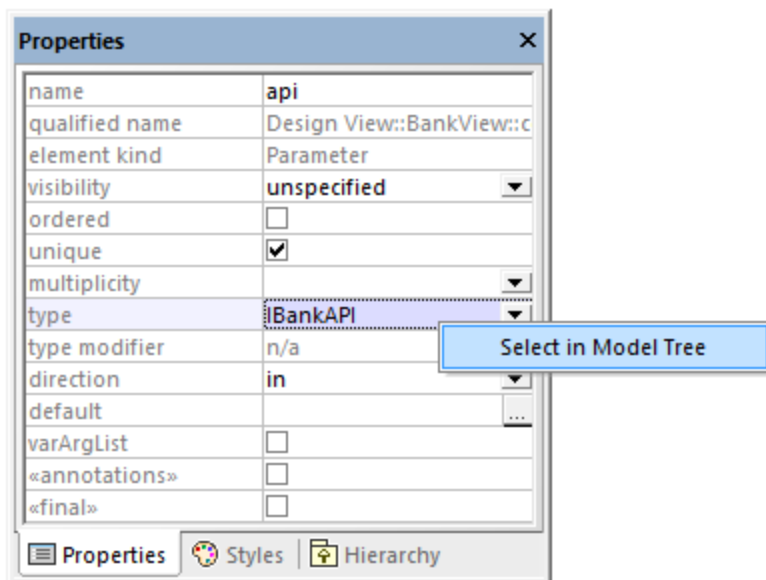 Properties
name api
qualified name Design View::BankView::c
element kind Parameter
visibility unspecified
ordered
unique
multiplicity
type IBankAPI
type modifier n/a
Select in Model Tree
direction in
default ...
varArgList
«annotations»
«final»
Properties Styles Hierarchy